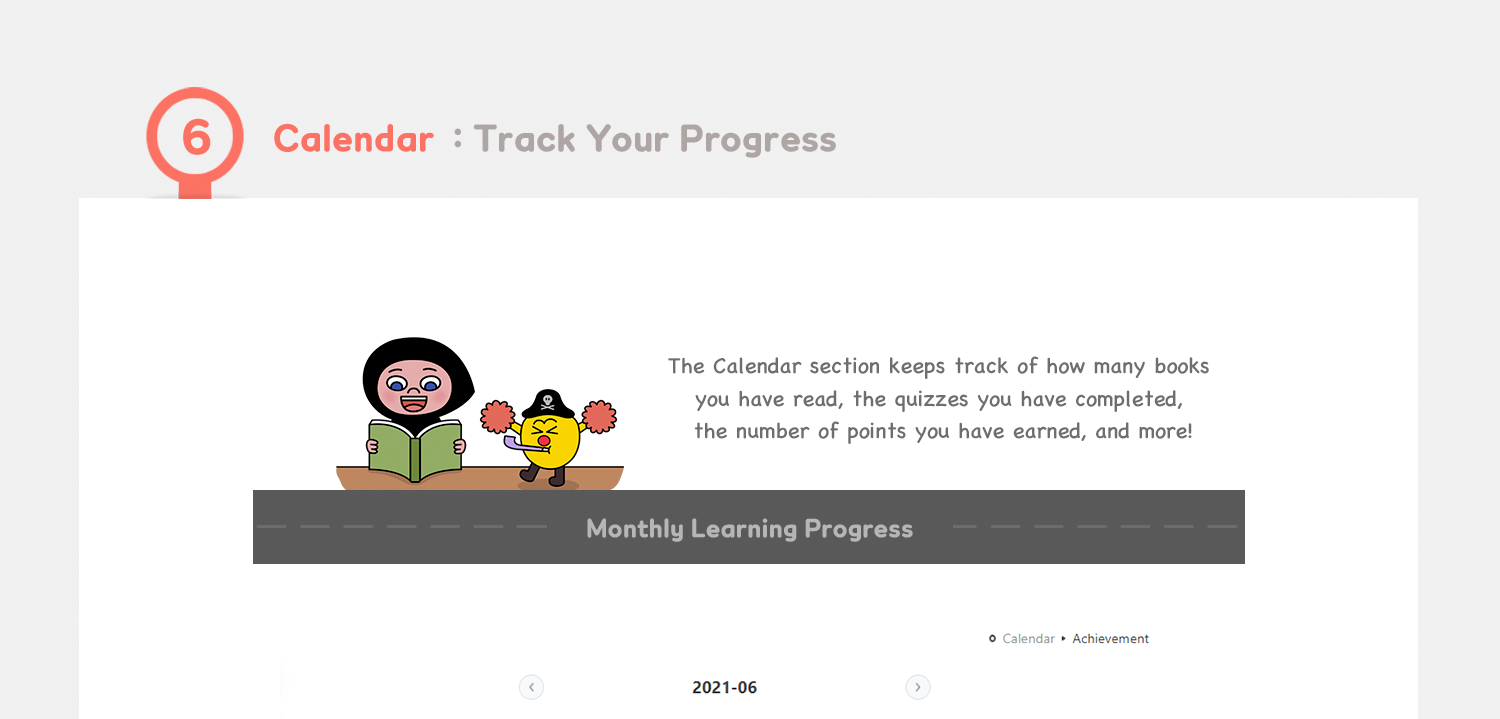 6
Calendar : Track Your Progress
The Calendar section keeps track of how many books
you have read, the quizzes you have completed,
the number of points you have earned, and more!
Monthly Learning Progress
Calendar ▸ Achievement
2021-06